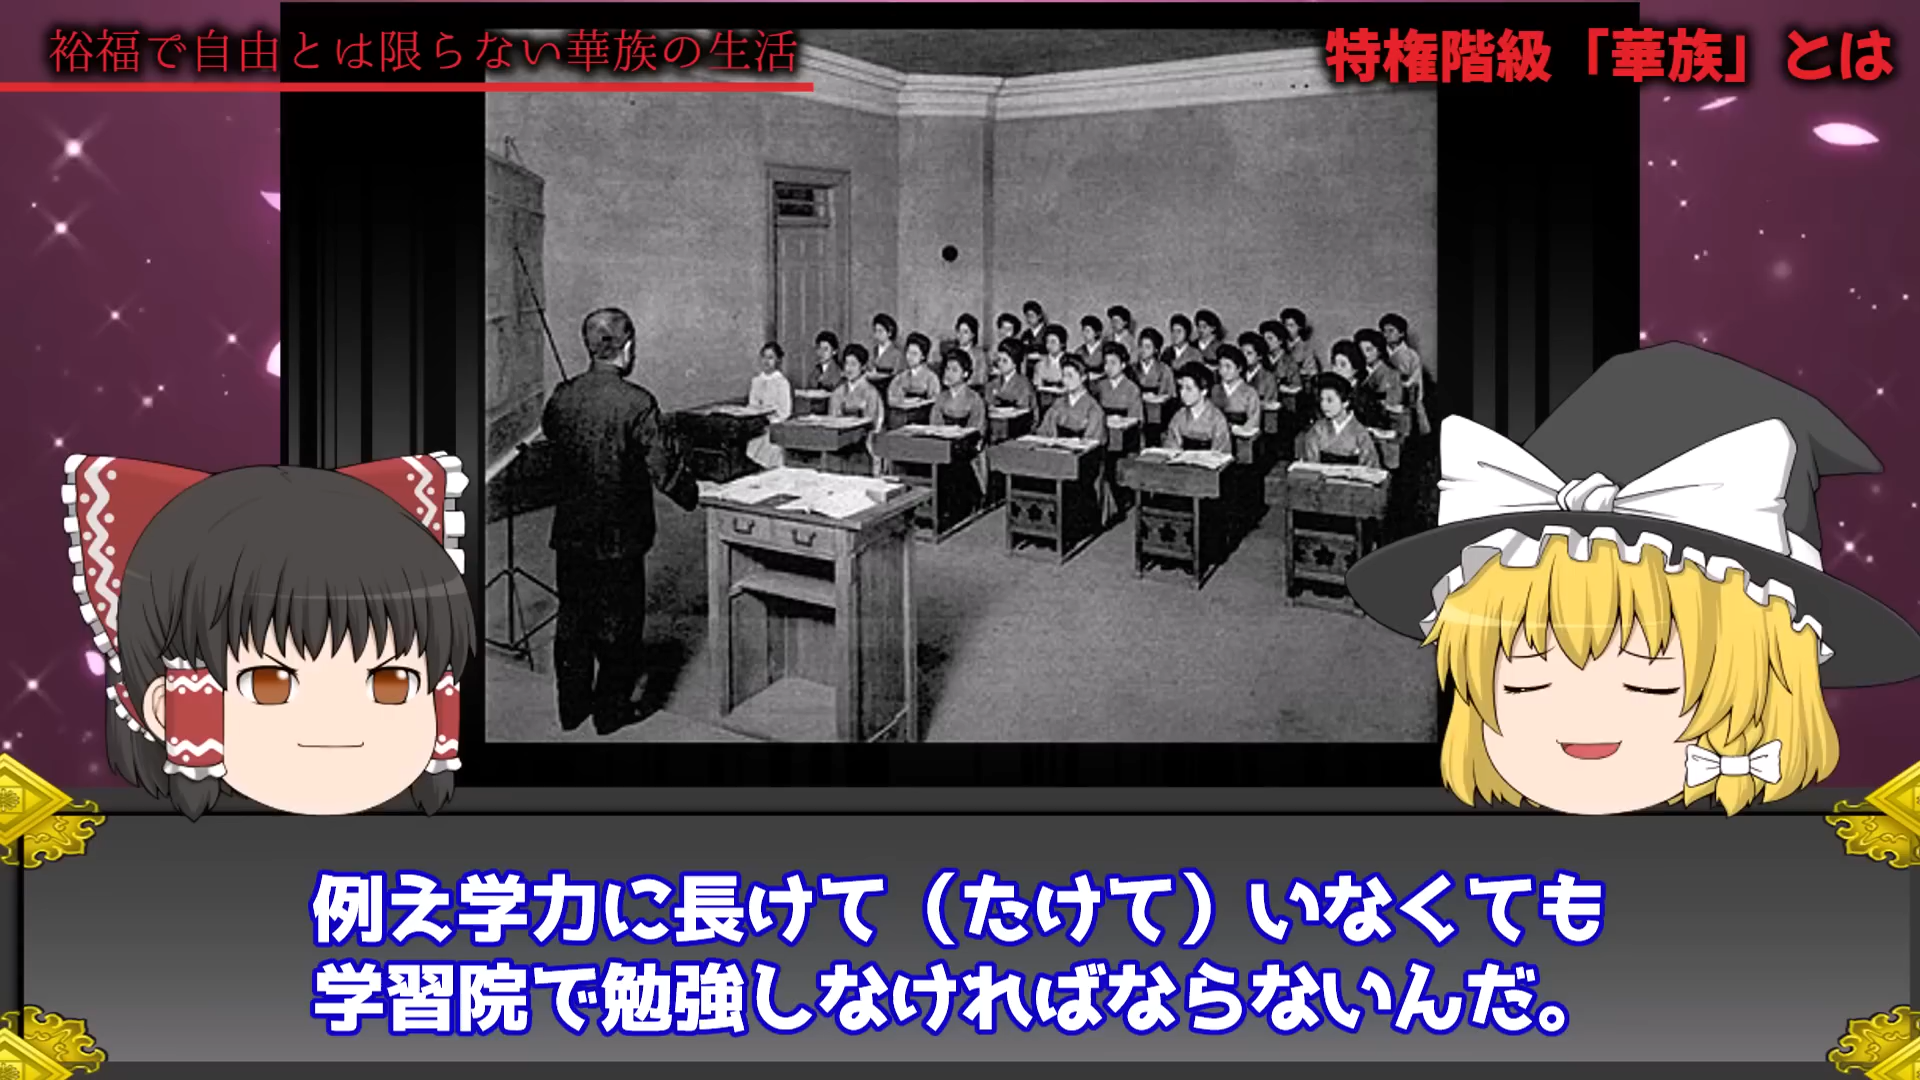 裕福で自由とは限らない華族の生活
特権階級「華族」とは
例え学力に長けて（たけて）いなくても
学習院で勉強しなければならないんだ。